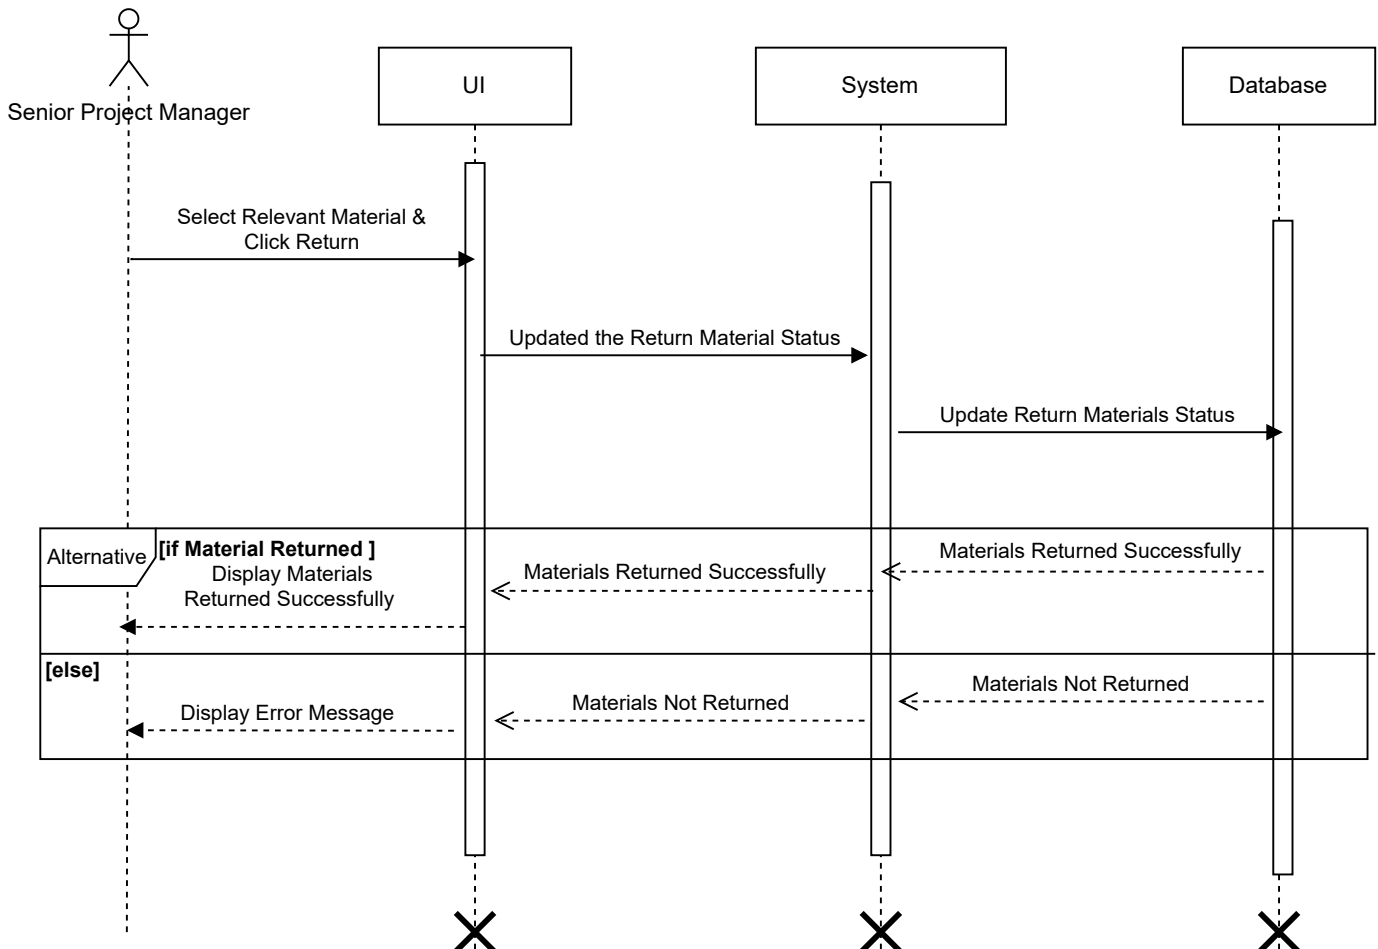 Senior Project Manager
UI
System
Database
Select Relevant Material &
Click Return
Updated the Return Material Status
Update Return Materials Status
Alternative
[if Material Returned ]
Display Materials
Returned Successfully
Materials Returned Successfully
Materials Returned Successfully
[else]
Display Error Message
Materials Not Returned
Materials Not Returned